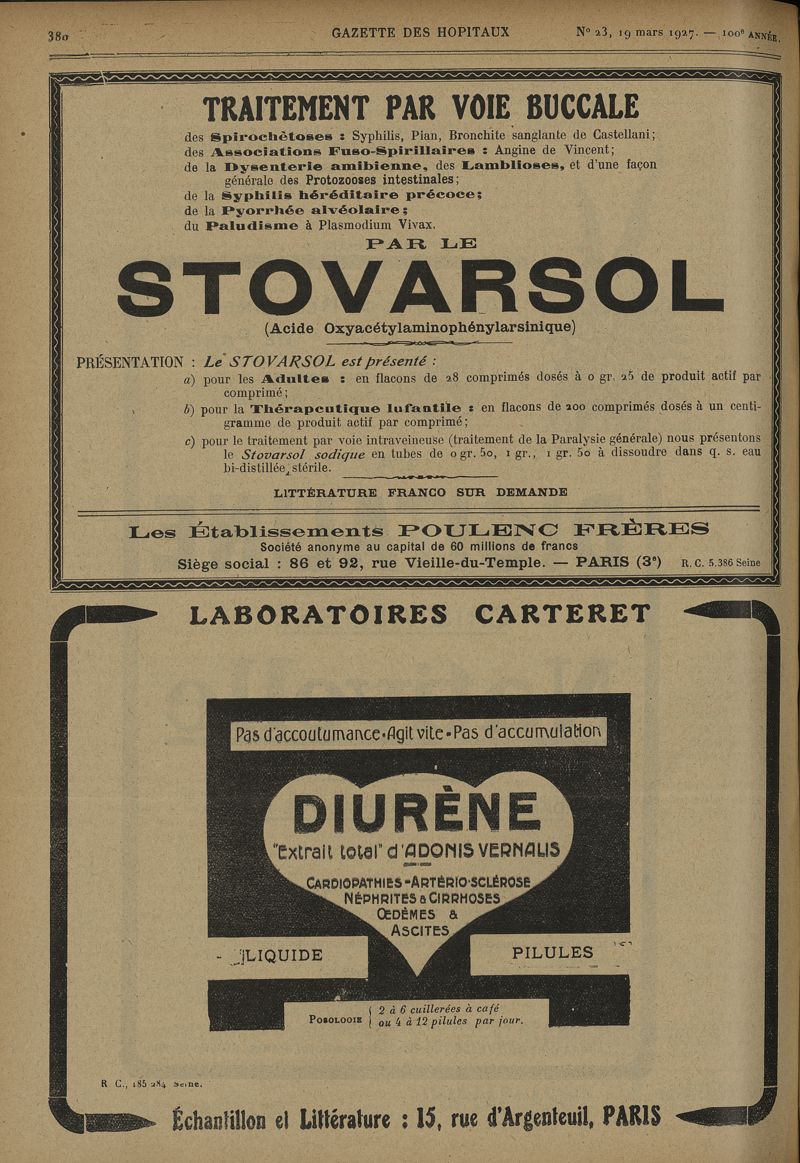 380
GAZETTE DES HOPITAUX
N° 23, 19 mars 1927. — 100e ANNÉE.
TRAITEMENT PAR VOIE BUCCALE
des Spirochètoses : Syphilis, Pian, Bronchite sanglante de Castellani;
des Associations Fuso-Spirillaires : Angine de Vincent;
de la Dysenterie amibienne, des Lamblioses, et d'une façon
générale des Protozooses intestinales;
de la Syphilis héréditaire précoce;
de la Pyorrhée alvéolaire;
du Paludisme à Plasmodium Vivax.
PAR LE
STOVARSOL
(Acide Oxyacétylaminophénylarsinique)
PRÉSENTATION : Le STOVARSOL est présenté :
a) pour les Adultes : en flacons de 28 comprimés dosés à 0 gr. 25 de produit actif par
comprimé;
b) pour la Thérapeutique Infantile : en flacons de 200 comprimés dosés à un centi-
gramme de produit actif par comprimé;
c) pour le traitement par voie intraveineuse (traitement de la Paralysie générale) nous présentons
le Stovarsol sodique en tubes de 0 gr. 50, 1 gr., 1 gr. 50 à dissoudre dans q. s. eau
bi-distillée, stérile.
LITTÉRATURE FRANCO SUR DEMANDE
Les Établissements POULENC FRÈRES
Société anonyme au capital de 60 millions de francs
Siège social : 86 et 92, rue Vieille-du-Temple. — PARIS (3e) R. C. 5.386 Seine
LABORATOIRES CARTERET
Pas d'accoutumance • Agit vite • Pas d'accumulation
DIURÈNE
"Extrait total" d'ADONIS VERNALIS
CARDIOPATHIES - ARTÉRIO-SCLÉROSE
NÉPHRITES & CIRRHOSES
ŒDÈMES &
ASCITES
LIQUIDE
PILULES
POSOLOGIE { 2 à 6 cuillerées à café
ou 4 à 12 pilules par jour.
R C., 185 284 Seine.
Échantillon et Littérature : 15, rue d'Argenteuil, PARIS